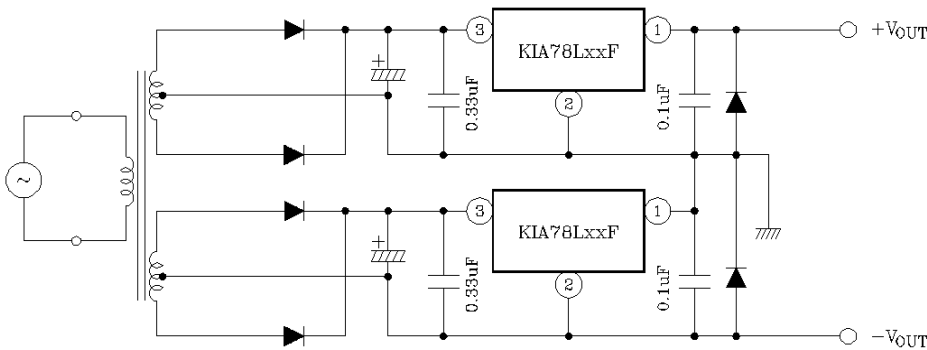 3
KIA78LxxF
1
+VOUT
+
0.33uF
2
0.1uF
~
3
KIA78LxxF
1
+
0.33uF
2
0.1uF
−VOUT